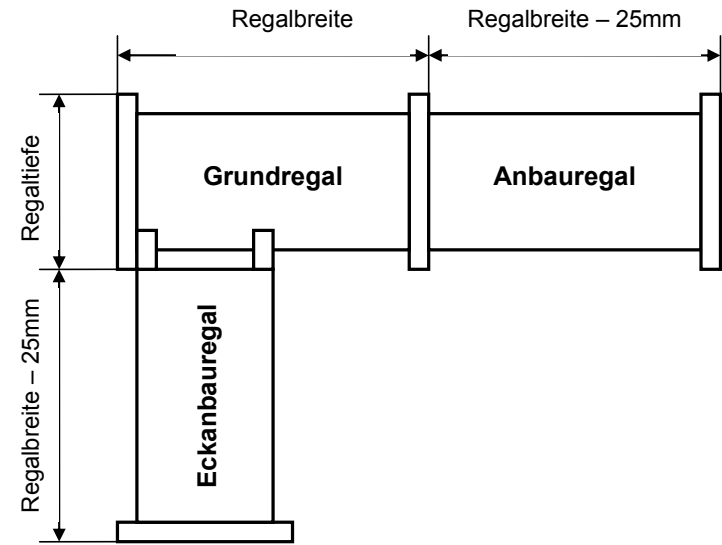 Regalbreite
Regalbreite – 25mm
Regaltiefe
Grundregal
Anbauregal
Regalbreite – 25mm
Eckanbauregal